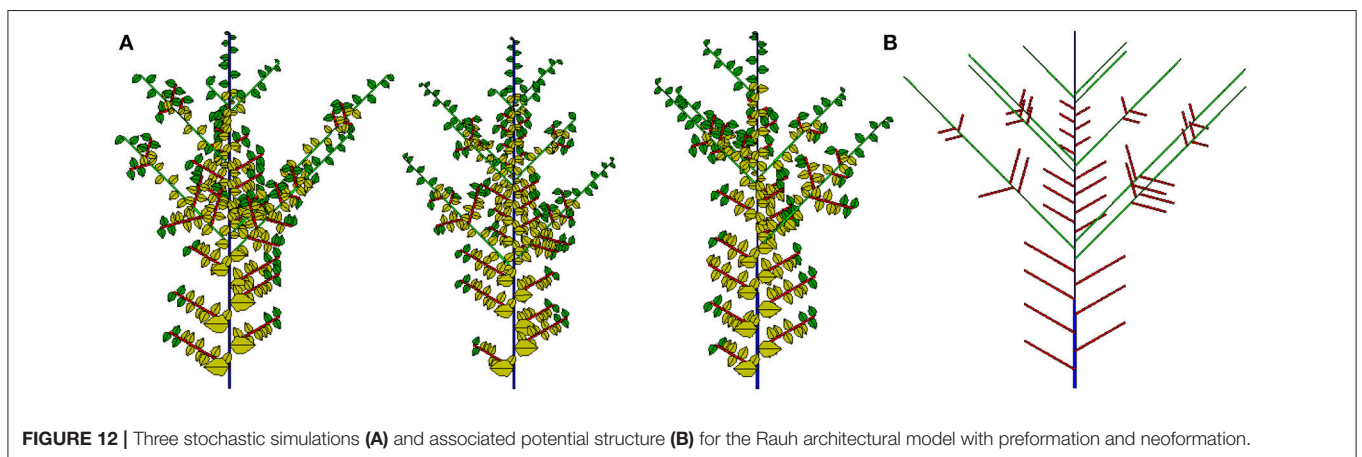 A
B
FIGURE 12 | Three stochastic simulations (A) and associated potential structure (B) for the Rauh architectural model with preformation and neoformation.